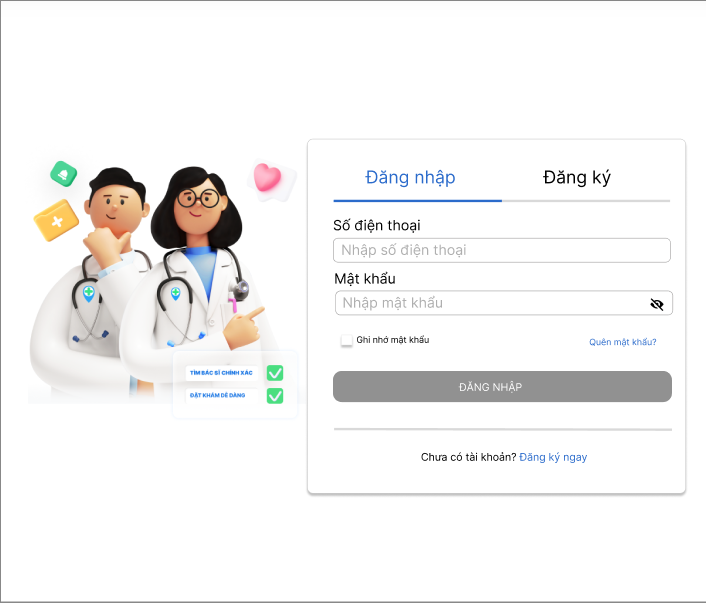 Đăng nhập
Đăng ký
Số điện thoại
Nhập số điện thoại
Mật khẩu
Nhập mật khẩu
Ghi nhớ mật khẩu
Quên mật khẩu?
ĐĂNG NHẬP
Chưa có tài khoản? Đăng ký ngay
TÌM BÁC SĨ CHÍNH XÁC
ĐẶT KHÁM DỄ DÀNG